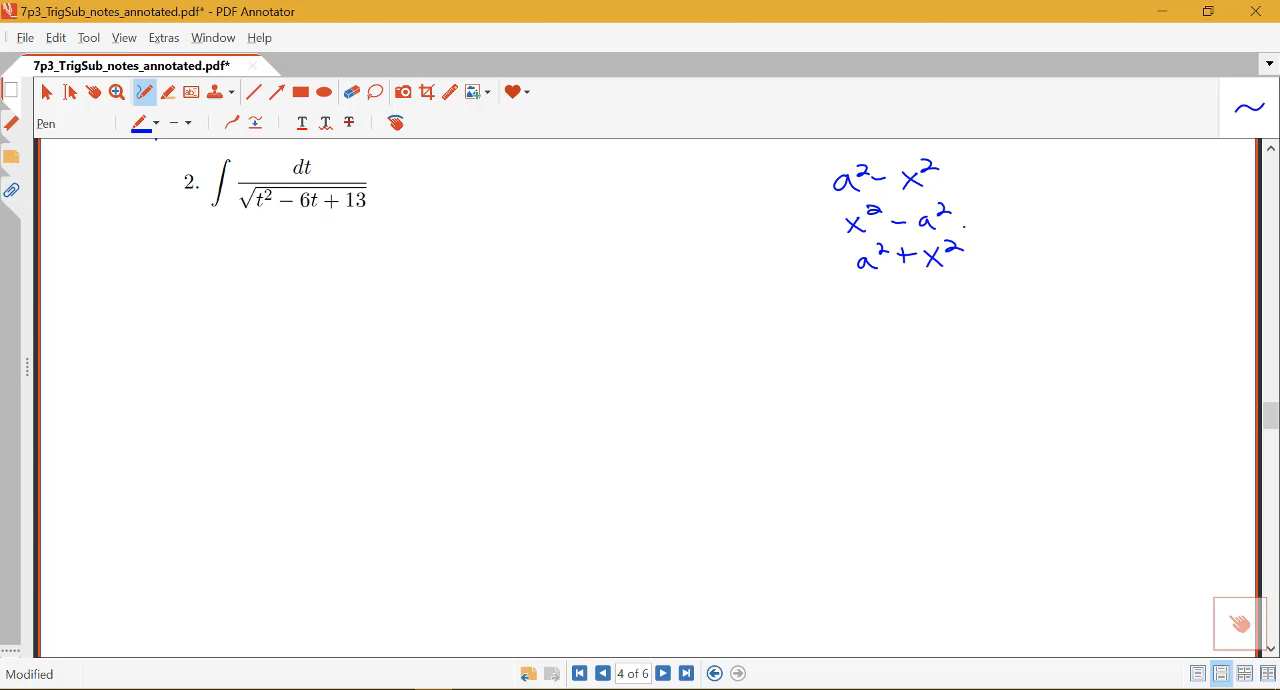 7p3_TrigSub_notes_annotated.pdf* - PDF Annotator
File Edit Tool View Extras Window Help
7p3_TrigSub_notes_annotated.pdf*
Pen
2. ∫ dt / √(t² − 6t + 13)
a² − x²
x² − a²
a² + x²
Modified
4 of 6